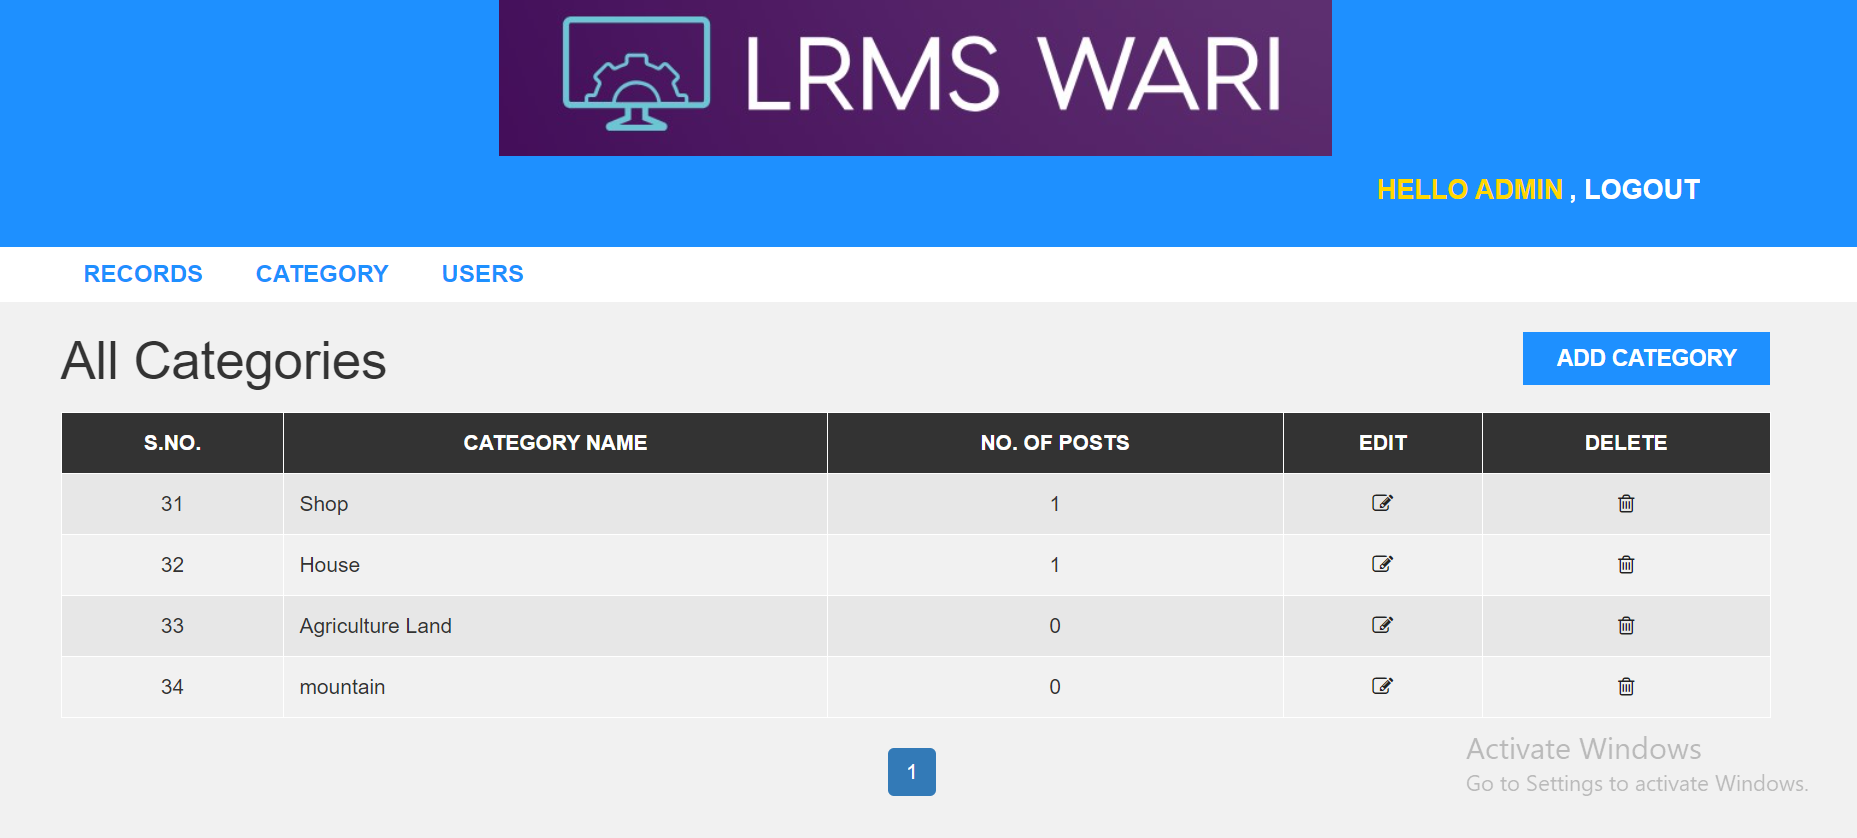 LRMS WARI
HELLO ADMIN , LOGOUT
RECORDS CATEGORY USERS
All Categories
ADD CATEGORY
S.NO. CATEGORY NAME NO. OF POSTS EDIT DELETE
31 Shop 1
32 House 1
33 Agriculture Land 0
34 mountain 0
1
Activate Windows
Go to Settings to activate Windows.